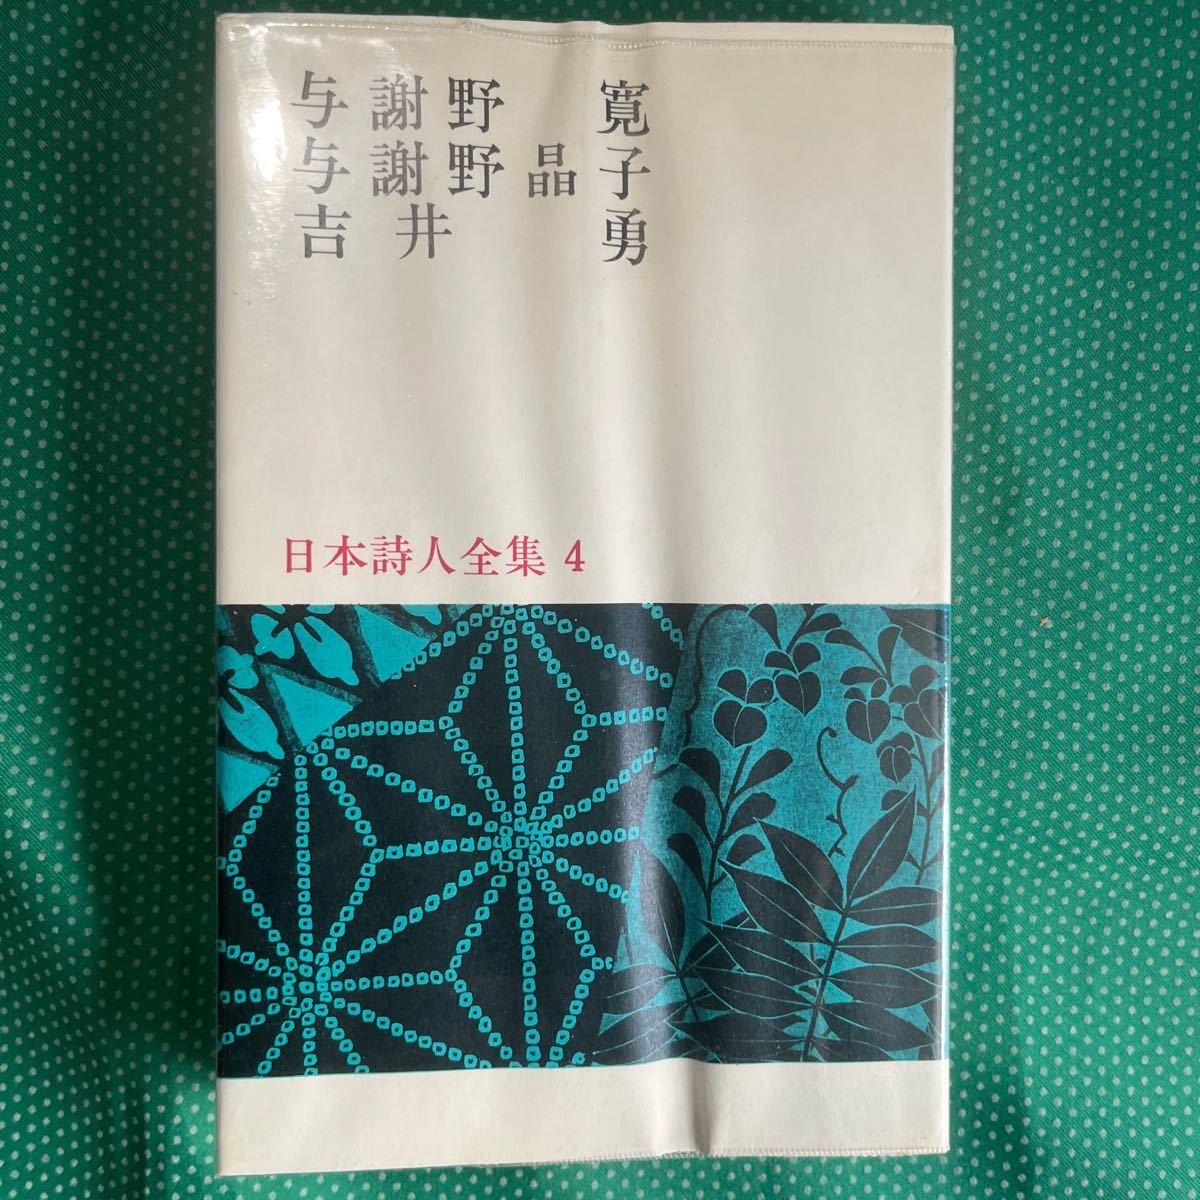 与謝野 寛
与謝野晶子
吉井 勇
日本詩人全集 4